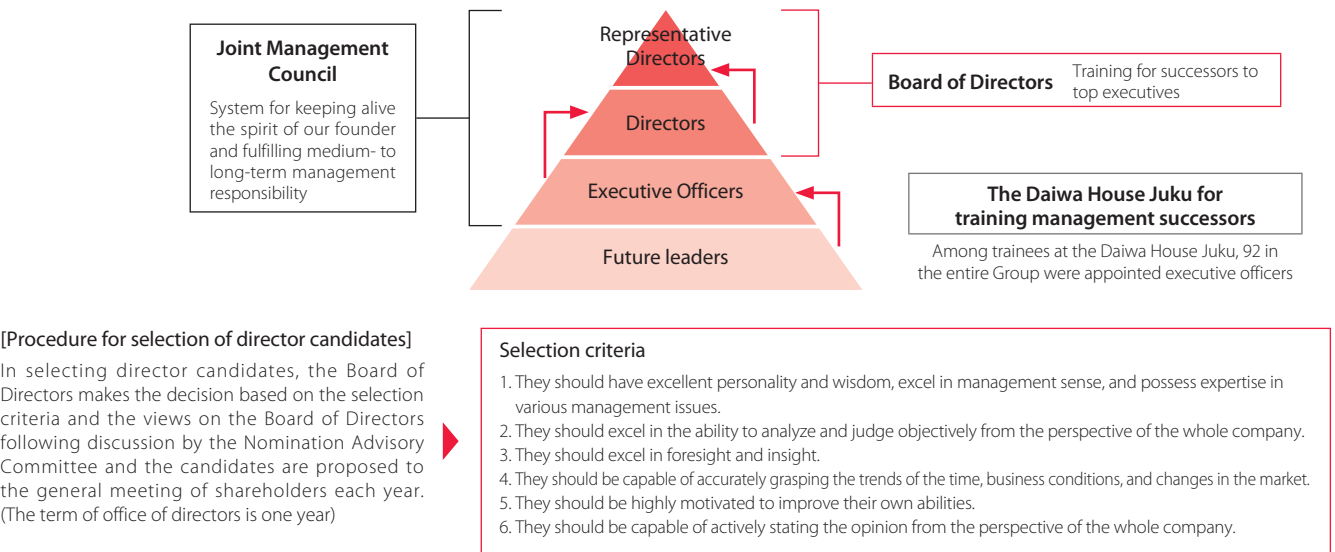 Joint Management
Council
System for keeping alive
the spirit of our founder
and fulfilling medium- to
long-term management
responsibility
Representative
Directors
Directors
Executive Officers
Future leaders
Board of Directors
Training for successors to
top executives
The Daiwa House Juku for
training management successors
Among trainees at the Daiwa House Juku, 92 in
the entire Group were appointed executive officers
[Procedure for selection of director candidates]
In selecting director candidates, the Board of
Directors makes the decision based on the selection
criteria and the views on the Board of Directors
following discussion by the Nomination Advisory
Committee and the candidates are proposed to
the general meeting of shareholders each year.
(The term of office of directors is one year)
Selection criteria
1. They should have excellent personality and wisdom, excel in management sense, and possess expertise in
various management issues.
2. They should excel in the ability to analyze and judge objectively from the perspective of the whole company.
3. They should excel in foresight and insight.
4. They should be capable of accurately grasping the trends of the time, business conditions, and changes in the market.
5. They should be highly motivated to improve their own abilities.
6. They should be capable of actively stating the opinion from the perspective of the whole company.